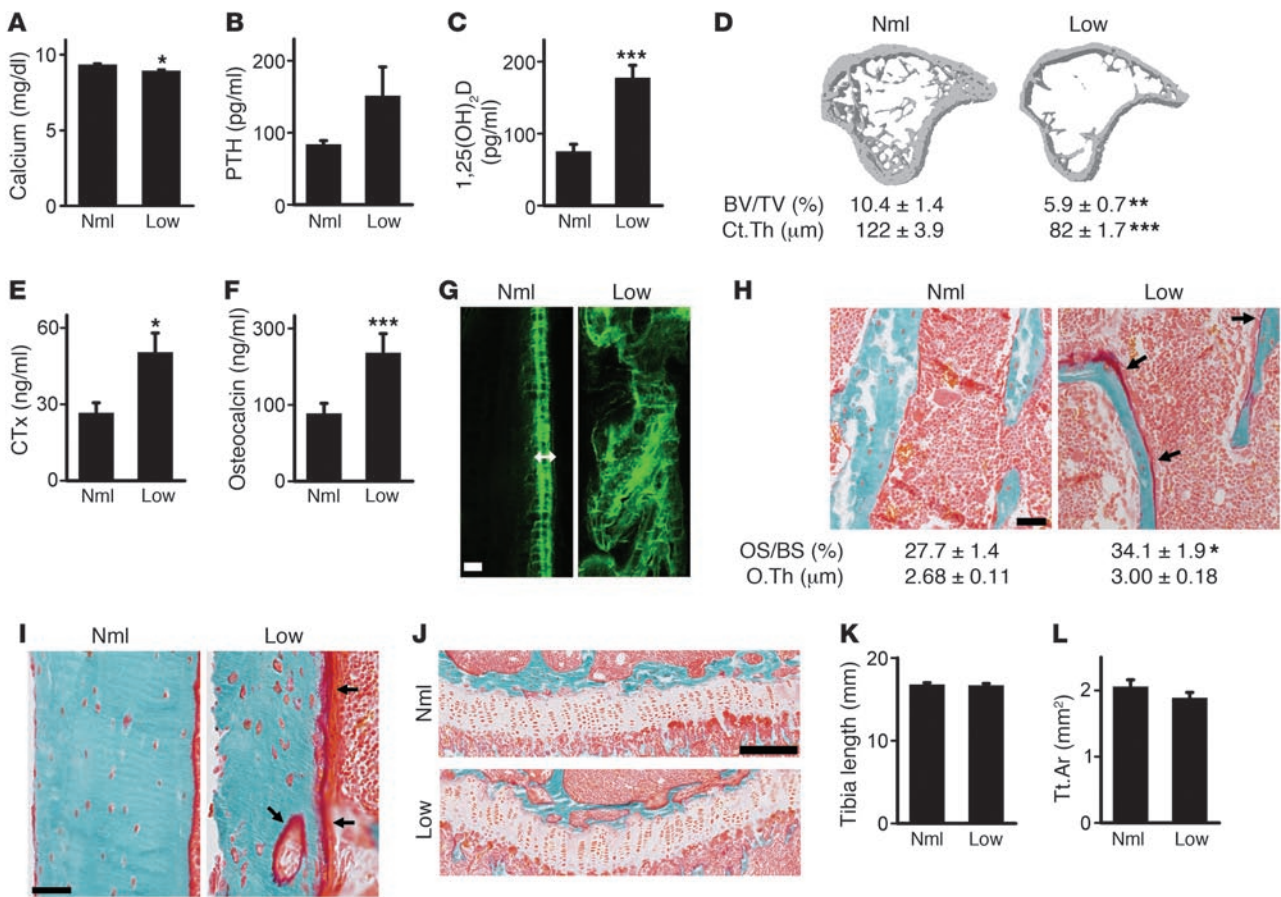 A
Calcium (mg/dl)
10
5
0
*
Nml Low
B
PTH (pg/ml)
200
100
0
Nml Low
C
1,25(OH)₂D
(pg/ml)
200
100
0
***
Nml Low
D
Nml Low
BV/TV (%) 10.4 ± 1.4 5.9 ± 0.7**
Ct.Th (μm) 122 ± 3.9 82 ± 1.7***
E
CTx (ng/ml)
60
30
0
*
Nml Low
F
Osteocalcin (ng/ml)
300
100
0
***
Nml Low
G
Nml Low
H
Nml Low
OS/BS (%) 27.7 ± 1.4 34.1 ± 1.9*
O.Th (μm) 2.68 ± 0.11 3.00 ± 0.18
I
Nml Low
J
Nml
Low
K
Tibia length (mm)
20
10
0
Nml Low
L
Tt.Ar (mm²)
2
1
0
Nml Low